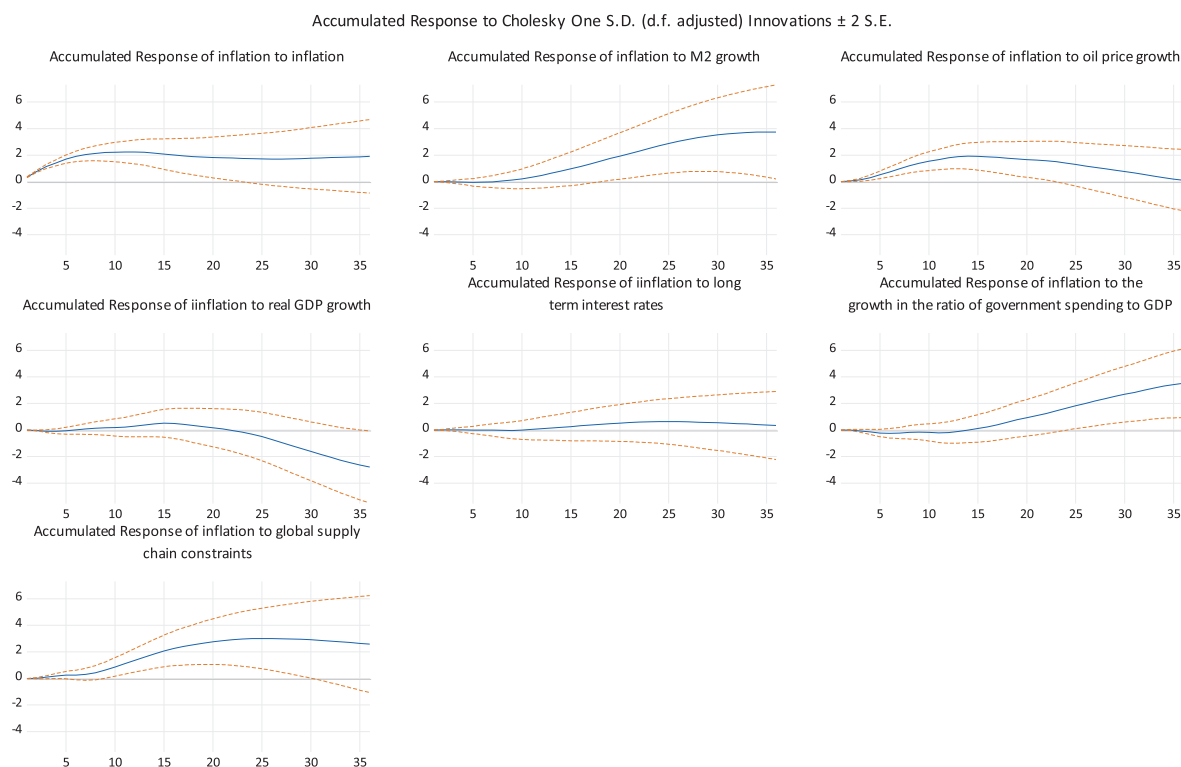 Accumulated Response to Cholesky One S.D. (d.f. adjusted) Innovations ± 2 S.E.
Accumulated Response of inflation to inflation
6
4
2
0
-2
-4
5 10 15 20 25 30 35
Accumulated Response of inflation to M2 growth
6
4
2
0
-2
-4
5 10 15 20 25 30 35
Accumulated Response of inflation to oil price growth
6
4
2
0
-2
-4
5 10 15 20 25 30 35
Accumulated Response of iinflation to real GDP growth
6
4
2
0
-2
-4
5 10 15 20 25 30 35
Accumulated Response of iinflation to long
term interest rates
6
4
2
0
-2
-4
5 10 15 20 25 30 35
Accumulated Response of inflation to the
growth in the ratio of government spending to GDP
6
4
2
0
-2
-4
5 10 15 20 25 30 35
Accumulated Response of inflation to global supply
chain constraints
6
4
2
0
-2
-4
5 10 15 20 25 30 35